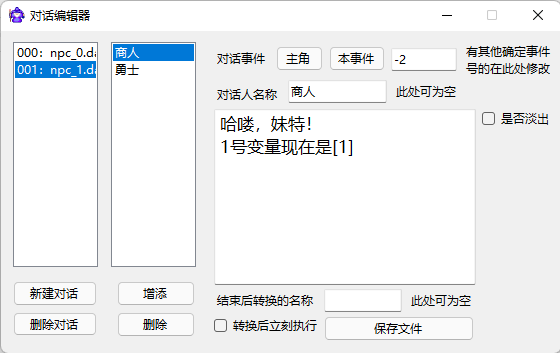 对话编辑器
000: npc_0.da
001: npc_1.da
商人
勇士
对话事件
主角
本事件
-2
有其他确定事件
号的在此处修改
对话人名称
商人
此处可为空
哈喽，妹特！
1号变量现在是[1]
是否淡出
结束后转换的名称
此处可为空
新建对话
增添
转换后立刻执行
保存文件
删除对话
删除